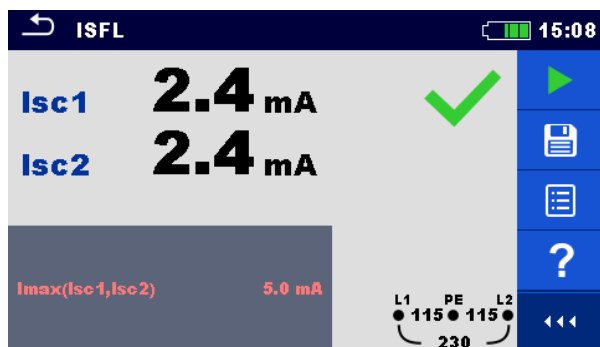 ISFL 15:08
Isc1 2.4 mA
Isc2 2.4 mA
Imax(Isc1,Isc2) 5.0 mA
L1 PE L2
115 115
230
?